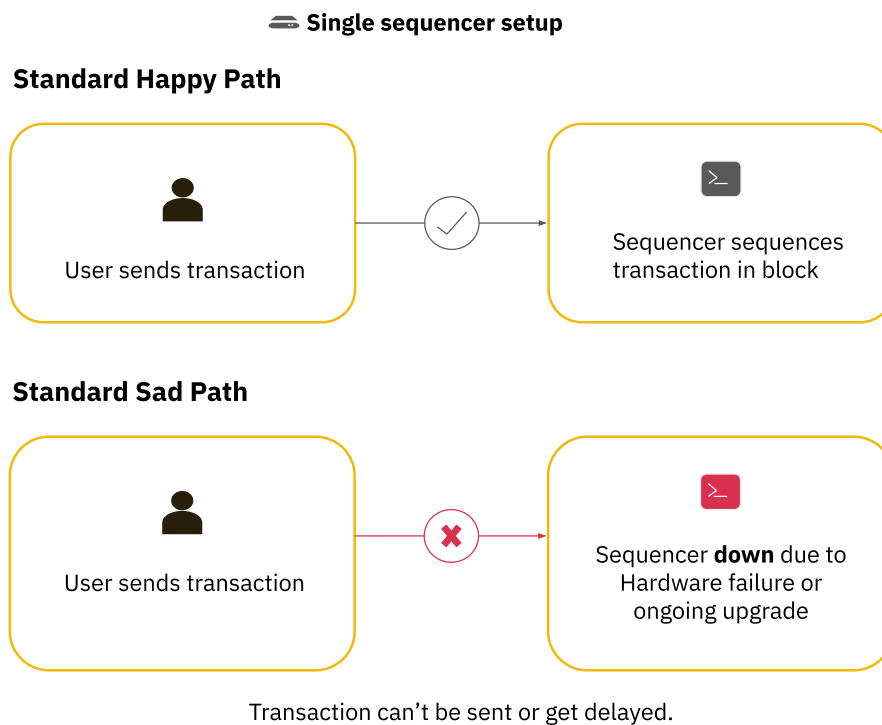 Single sequencer setup
Standard Happy Path
User sends transaction
Sequencer sequences
transaction in block
Standard Sad Path
User sends transaction
Sequencer down due to
Hardware failure or
ongoing upgrade
Transaction can’t be sent or get delayed.